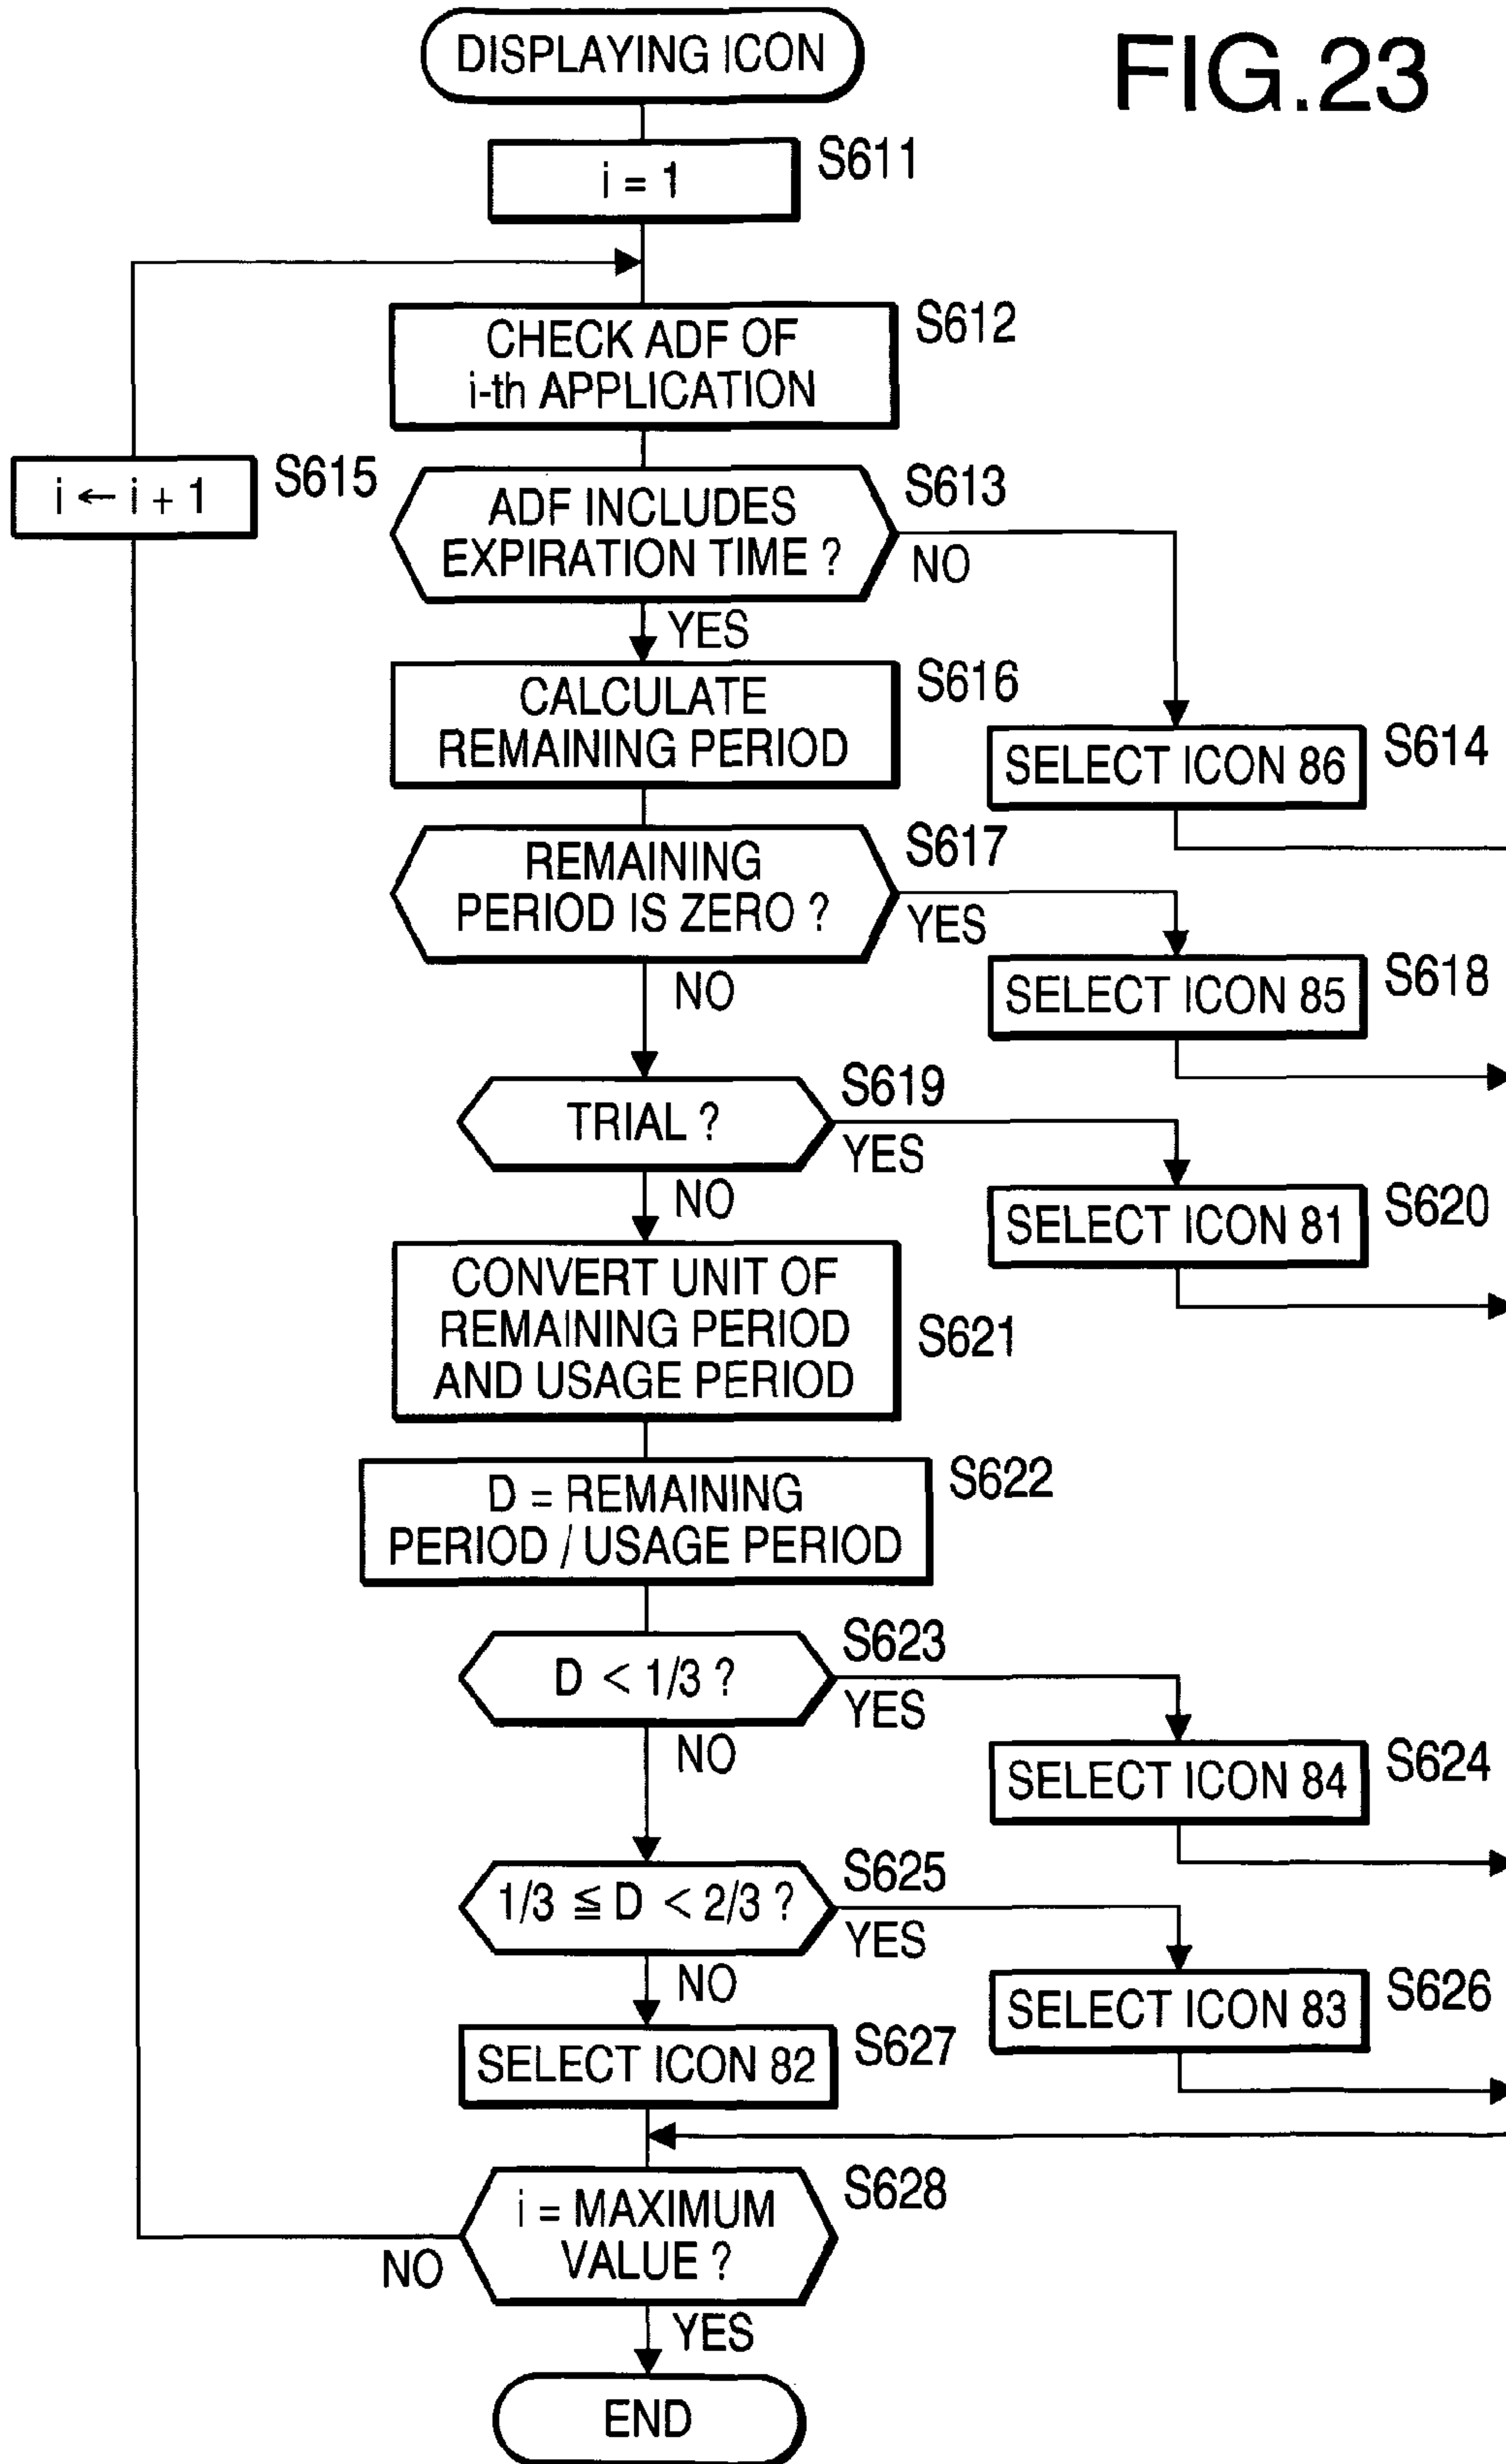 FIG.23
DISPLAYING ICON
i = 1
S611
CHECK ADF OF
i-th APPLICATION
S612
i ← i + 1
S615
ADF INCLUDES
EXPIRATION TIME ?
S613
NO
YES
CALCULATE
REMAINING PERIOD
S616
SELECT ICON 86
S614
REMAINING
PERIOD IS ZERO ?
S617
YES
NO
SELECT ICON 85
S618
TRIAL ?
S619
YES
NO
SELECT ICON 81
S620
CONVERT UNIT OF
REMAINING PERIOD
AND USAGE PERIOD
S621
D = REMAINING
PERIOD / USAGE PERIOD
S622
D < 1/3 ?
S623
YES
NO
SELECT ICON 84
S624
1/3 ≦ D < 2/3 ?
S625
YES
NO
SELECT ICON 83
S626
SELECT ICON 82
S627
i = MAXIMUM
VALUE ?
S628
NO
YES
END